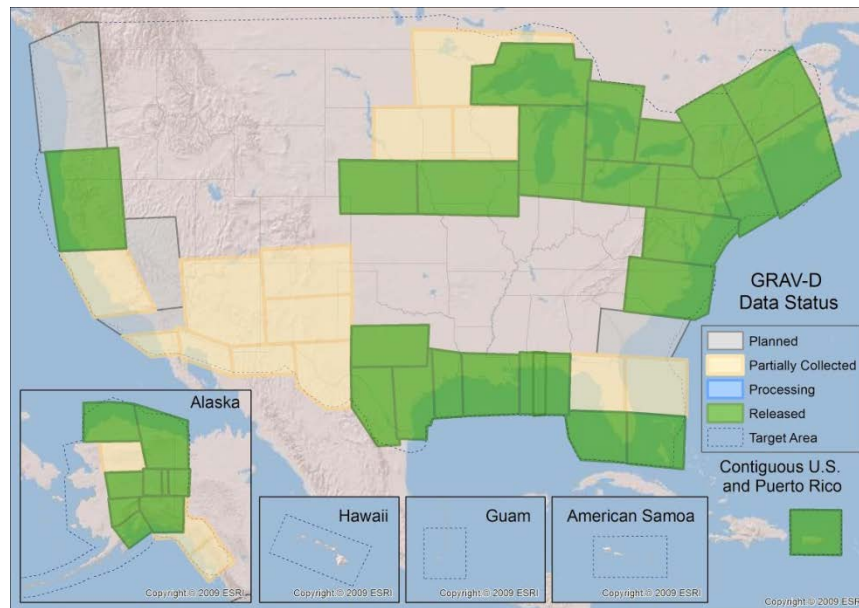 GRAV-D
Data Status
Planned
Partially Collected
Processing
Released
Target Area
Contiguous U.S.
and Puerto Rico
Alaska
Copyright © 2009 ESRI
Hawaii
Copyright © 2009 ESRI
Guam
Copyright © 2009 ESRI
American Samoa
Copyright © 2009 ESRI
Copyright © 2009 ESRI